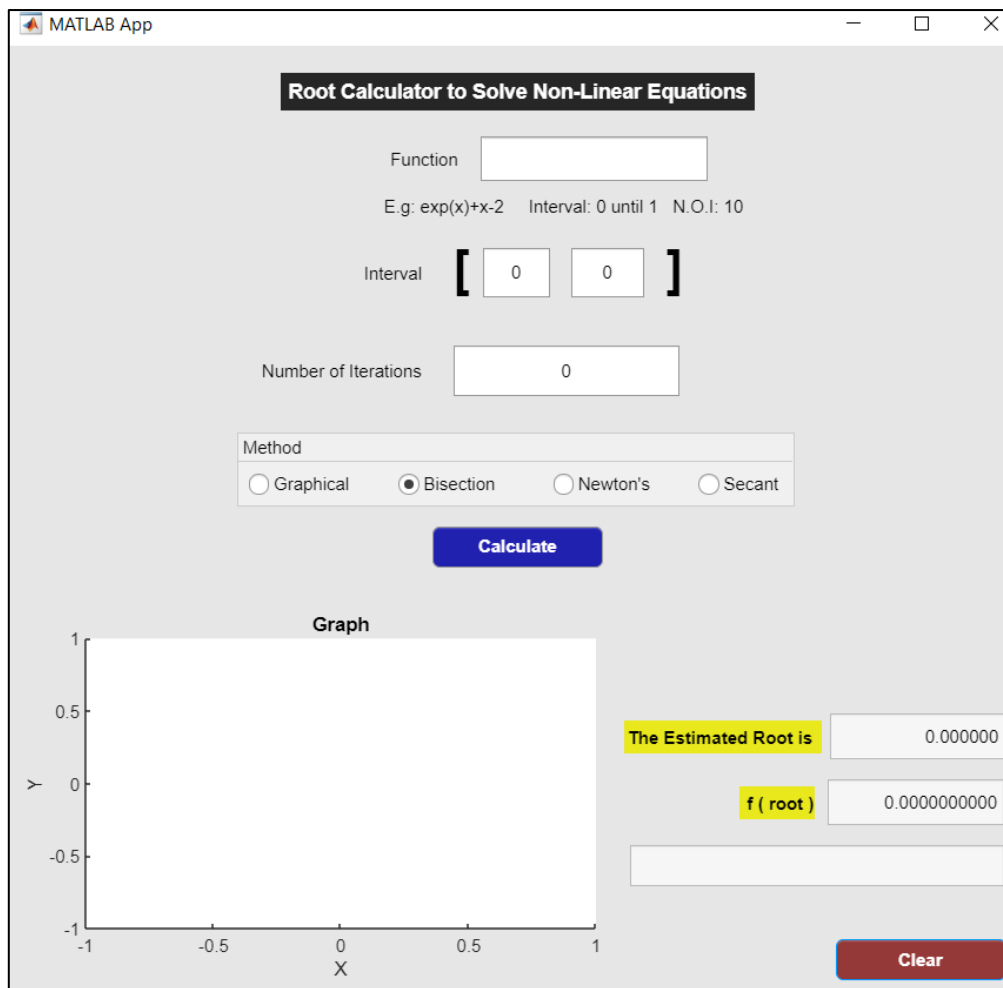 MATLAB App
Root Calculator to Solve Non-Linear Equations
Function
E.g: exp(x)+x-2 Interval: 0 until 1 N.O.I: 10
Interval [ 0 0 ]
Number of Iterations 0
Method
Graphical Bisection Newton's Secant
Calculate
Graph
1
0.5
0
-0.5
-1
Y
-1 -0.5 0 0.5 1
X
The Estimated Root is 0.000000
f ( root ) 0.0000000000
Clear